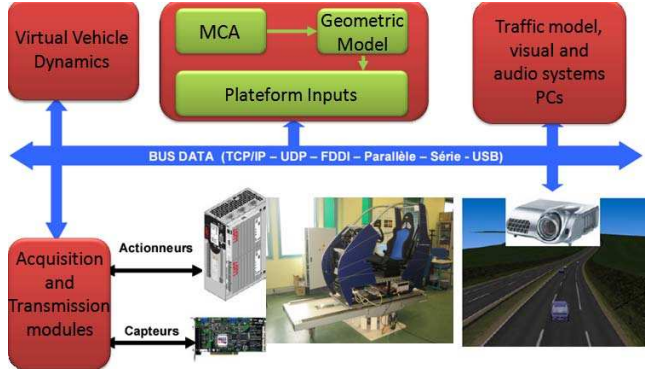 Virtual Vehicle
Dynamics
MCA
Geometric
Model
Plateform Inputs
Traffic model,
visual and
audio systems
PCs
BUS DATA (TCP/IP – UDP – FDDI – Parallèle – Série - USB)
Acquisition
and
Transmission
modules
Actionneurs
Capteurs